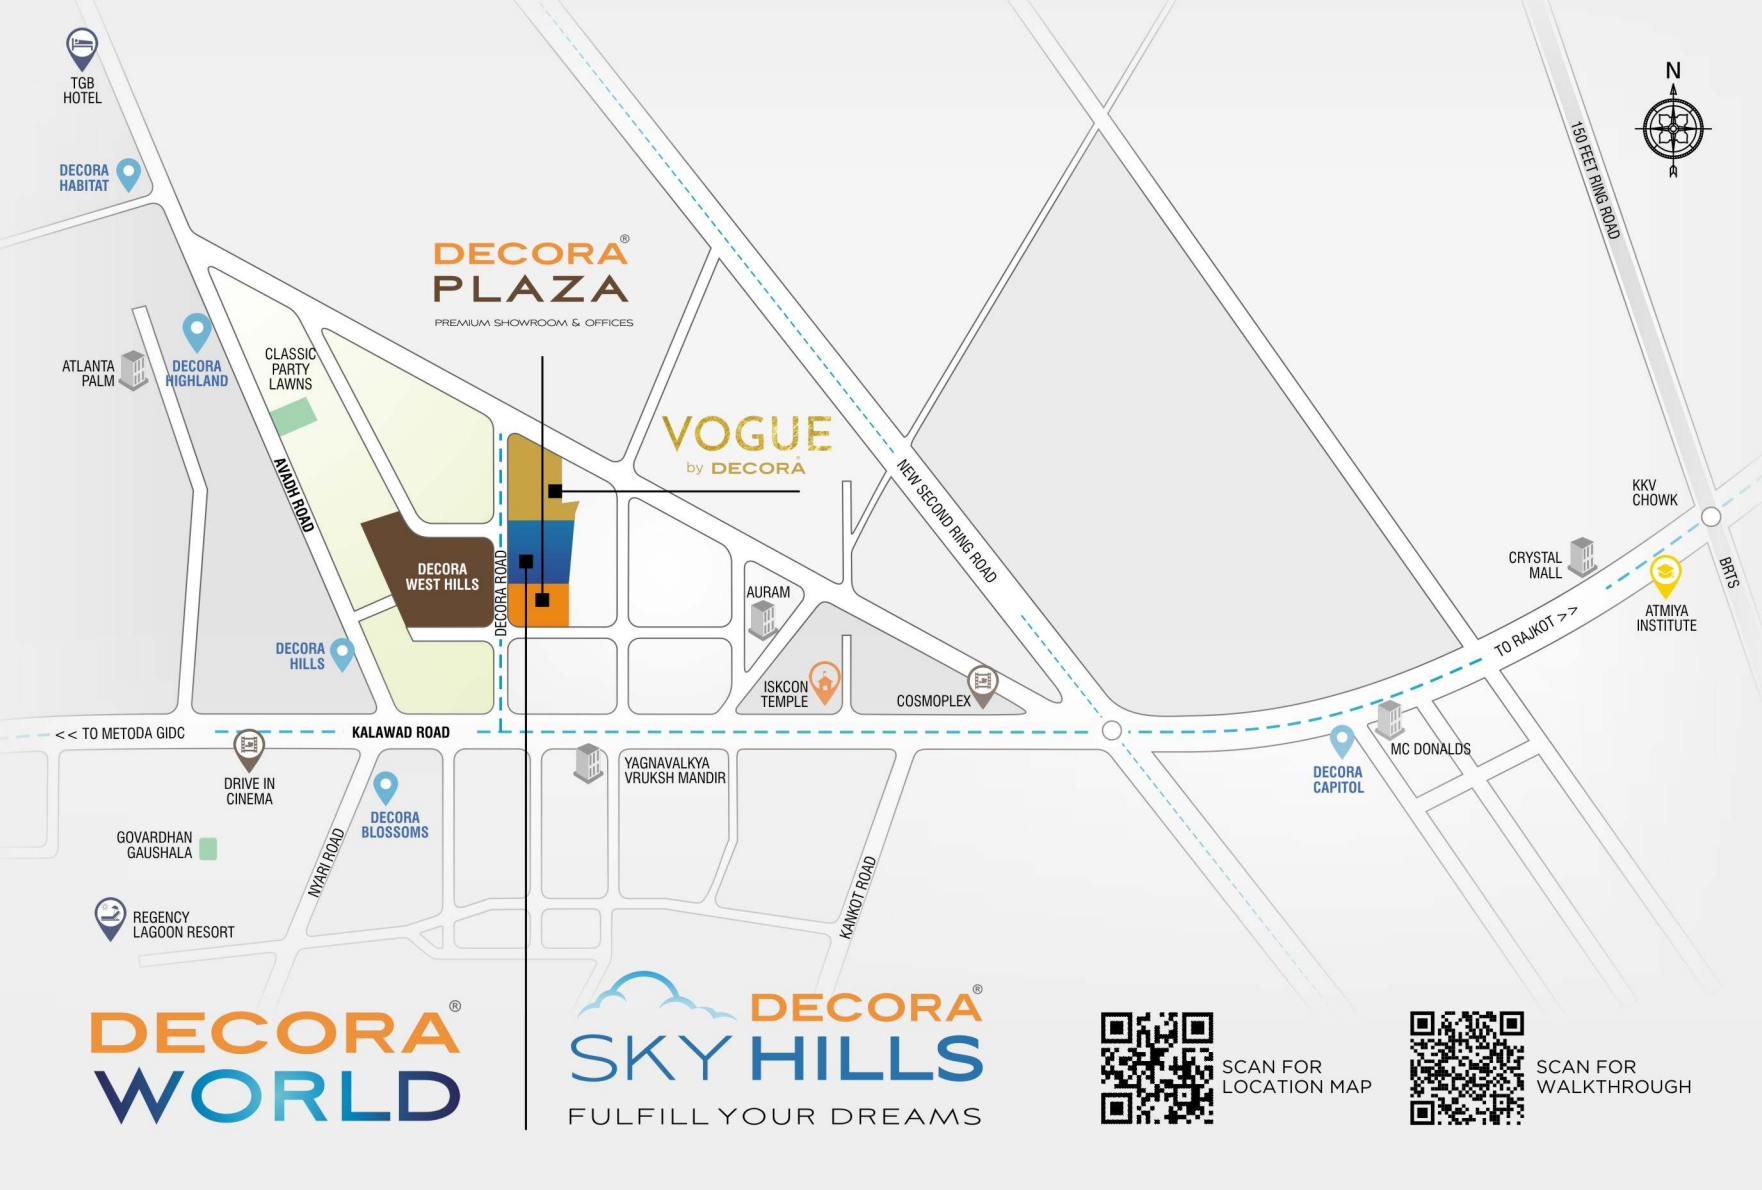 N
TGB
HOTEL
DECORA
HABITAT
150 FEET RING ROAD
DECORA®
PLAZA
PREMIUM SHOWROOM & OFFICES
ATLANTA
PALM
DECORA
HIGHLAND
CLASSIC
PARTY
LAWNS
VOGUE
by DECORA
AVADH ROAD
NEW SECOND RING ROAD
KKV
CHOWK
CRYSTAL
MALL
BRTS
DECORA
WEST HILLS
DECORA ROAD
AURAM
ATMIYA
INSTITUTE
TO RAJKOT >>
DECORA
HILLS
ISKCON
TEMPLE
COSMOPLEX
<< TO METODA GIDC
KALAWAD ROAD
MC DONALDS
DRIVE IN
CINEMA
YAGNAVALKYA
VRUKSH MANDIR
DECORA
CAPITOL
DECORA
BLOSSOMS
GOVARDHAN
GAUSHALA
NYARI ROAD
KANKOT ROAD
REGENCY
LAGOON RESORT
DECORA®
WORLD
DECORA®
SKY HILLS
FULFILL YOUR DREAMS
SCAN FOR
LOCATION MAP
SCAN FOR
WALKTHROUGH